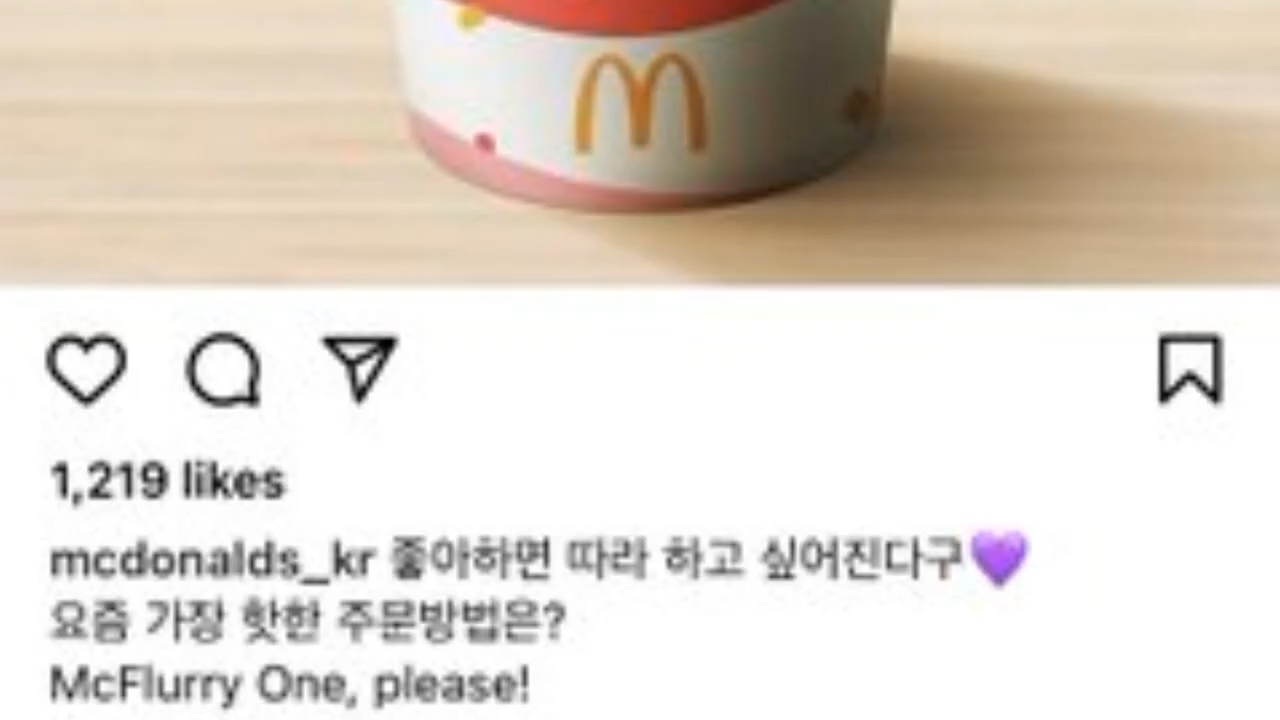 1,219 likes
mcdonalds_kr 좋아하면 따라 하고 싶어진다구💜
요즘 가장 핫한 주문방법은?
McFlurry One, please!